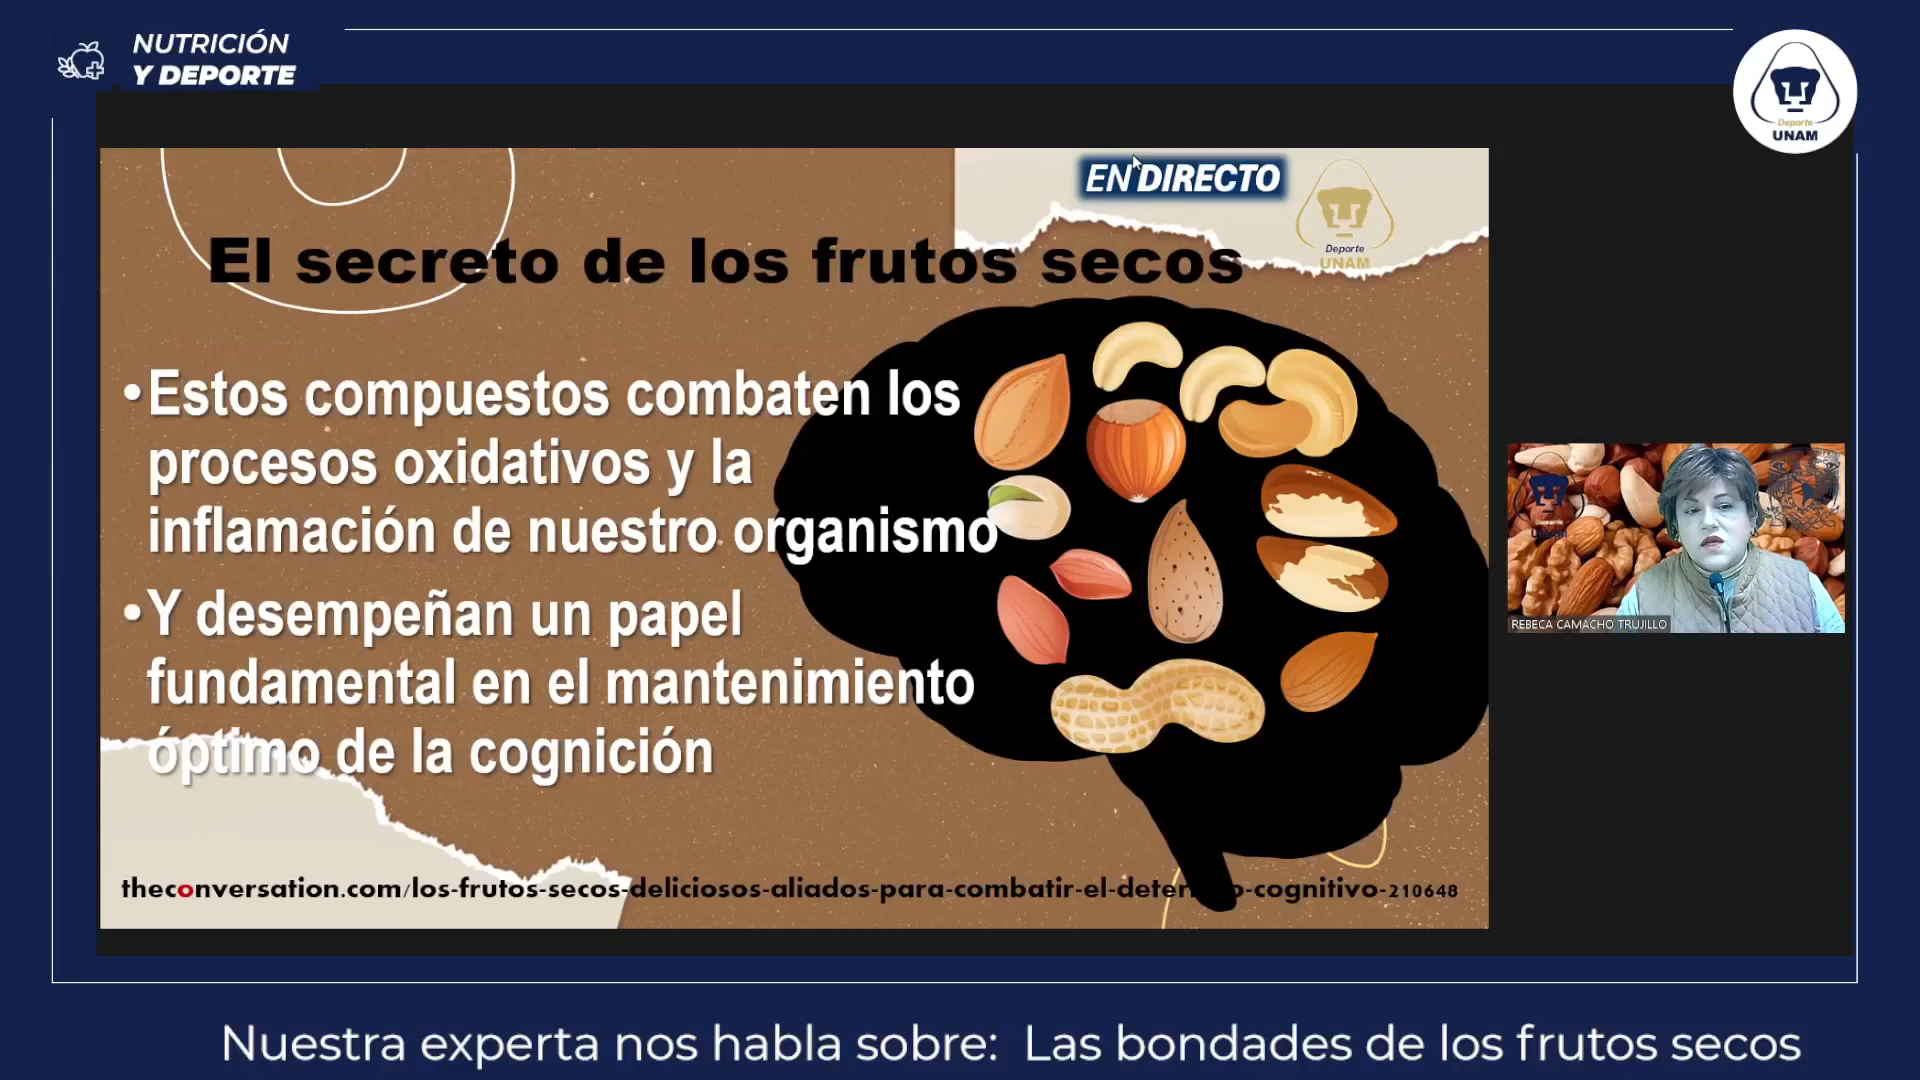 NUTRICIÓN
Y DEPORTE
Deporte
UNAM
EN DIRECTO
Deporte
UNAM
El secreto de los frutos secos
•Estos compuestos combaten los
procesos oxidativos y la
inflamación de nuestro organismo
•Y desempeñan un papel
fundamental en el mantenimiento
óptimo de la cognición
REBECA CAMACHO TRUJILLO
Nuestra experta nos habla sobre: Las bondades de los frutos secos